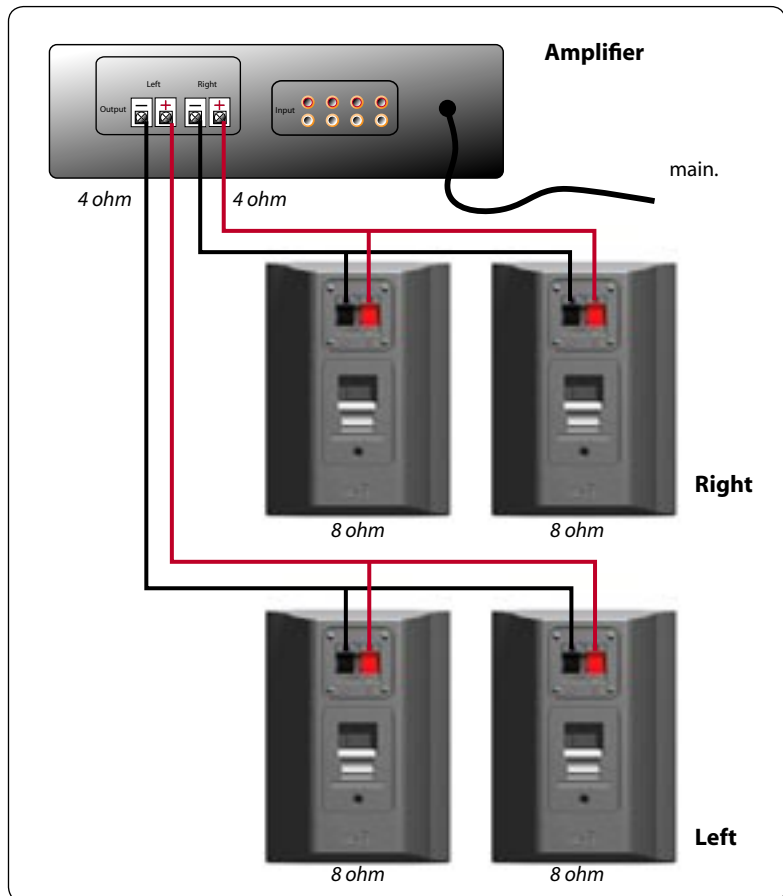 Amplifier
Left Right
− + − +
Output
Input
main.
4 ohm 4 ohm
Right
8 ohm 8 ohm
Left
8 ohm 8 ohm